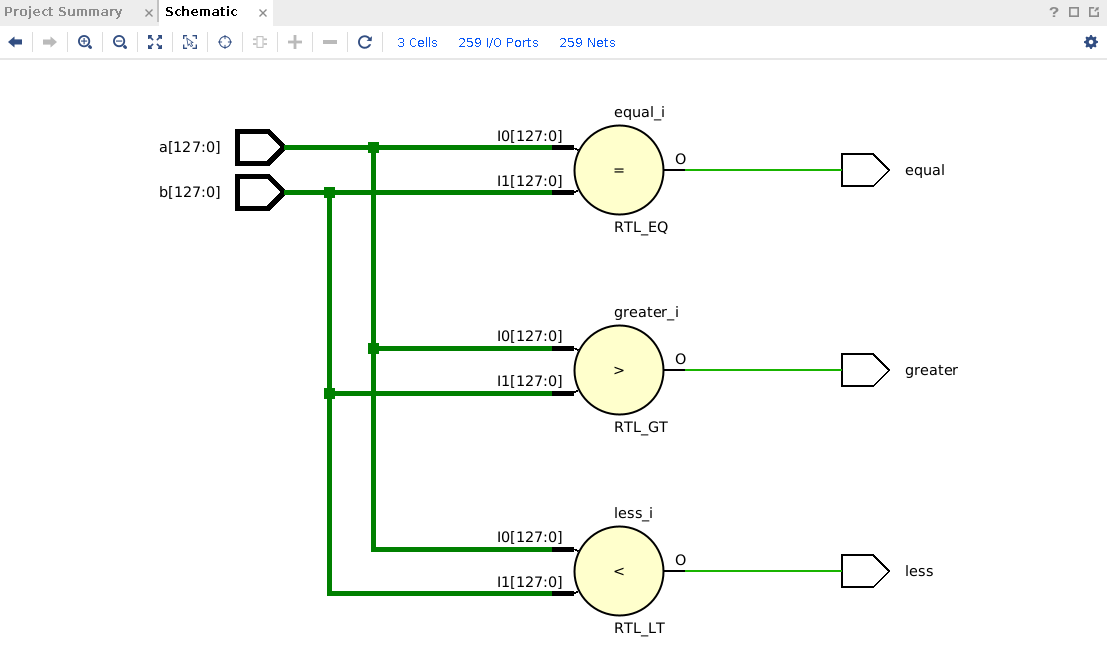 Project Summary × Schematic × ?
3 Cells 259 I/O Ports 259 Nets
equal_i
a[127:0] I0[127:0]
= O equal
b[127:0] I1[127:0]
RTL_EQ
greater_i
I0[127:0]
> O greater
I1[127:0]
RTL_GT
less_i
I0[127:0]
< O less
I1[127:0]
RTL_LT